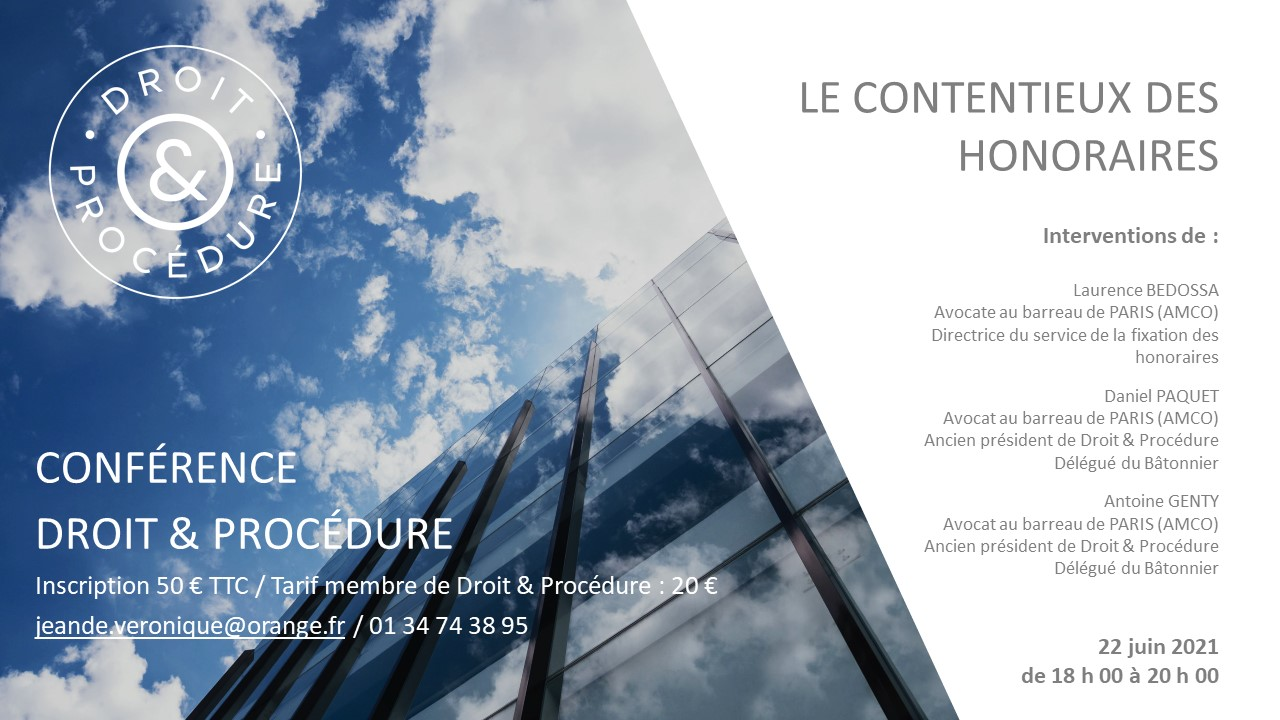 DROIT
&
PROCÉDURE
CONFÉRENCE
DROIT & PROCÉDURE
Inscription 50 € TTC / Tarif membre de Droit & Procédure : 20 €
jeande.veronique@orange.fr / 01 34 74 38 95
LE CONTENTIEUX DES
HONORAIRES
Interventions de :
Laurence BEDOSSA
Avocate au barreau de PARIS (AMCO)
Directrice du service de la fixation des
honoraires
Daniel PAQUET
Avocat au barreau de PARIS (AMCO)
Ancien président de Droit & Procédure
Délégué du Bâtonnier
Antoine GENTY
Avocat au barreau de PARIS (AMCO)
Ancien président de Droit & Procédure
Délégué du Bâtonnier
22 juin 2021
de 18 h 00 à 20 h 00